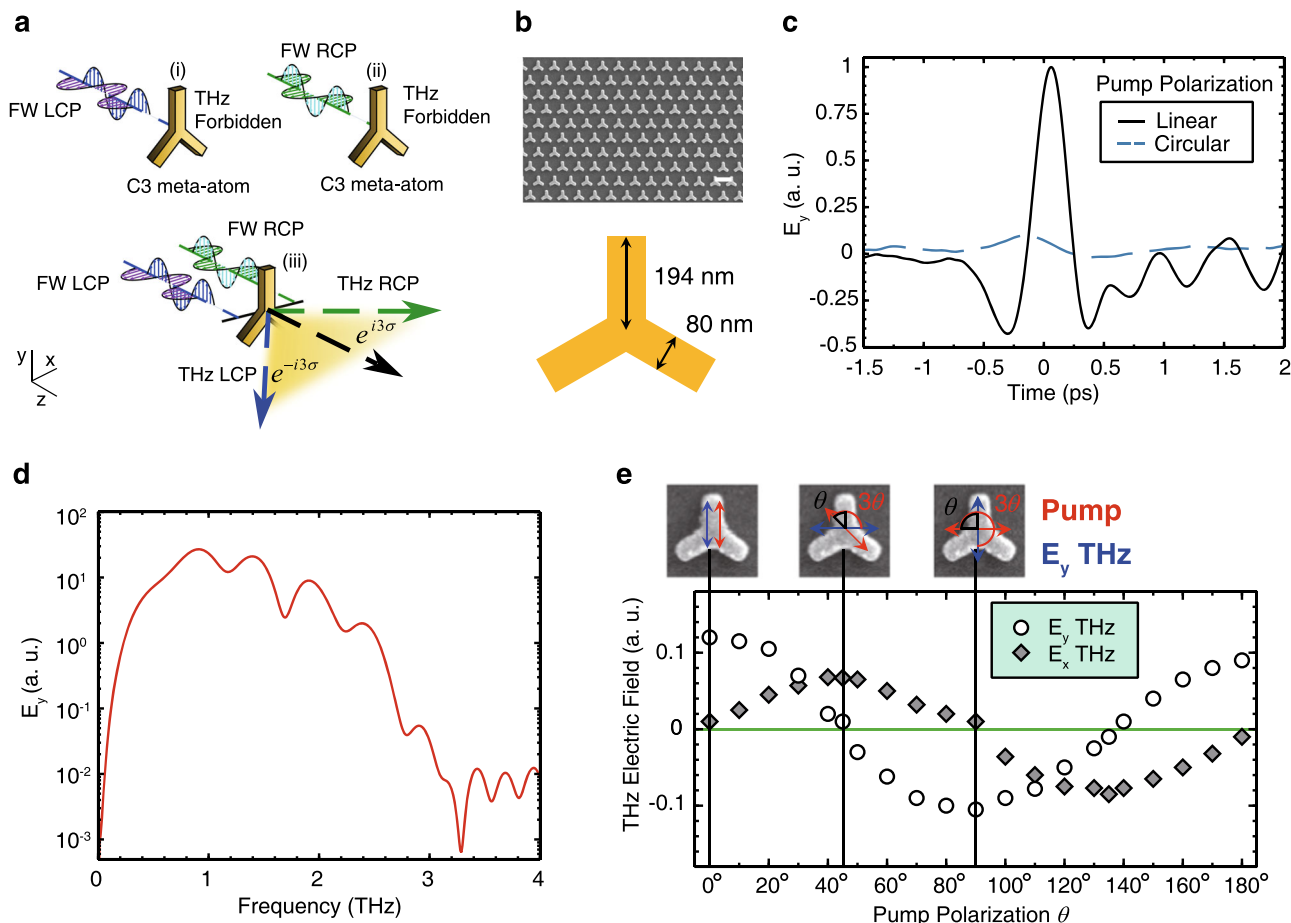 a
FW LCP
(i)
THz
Forbidden
C3 meta-atom
FW RCP
(ii)
THz
Forbidden
C3 meta-atom
FW RCP
FW LCP
(iii)
THz RCP
e^{i3σ}
e^{-i3σ}
THz LCP
y
x
z
b
194 nm
80 nm
c
Pump Polarization
Linear
Circular
E_y (a. u.)
1
0.75
0.5
0.25
0
-0.25
-0.5
-1.5 -1 -0.5 0 0.5 1 1.5 2
Time (ps)
d
E_y (a. u.)
10^2
10^1
10^0
10^{-1}
10^{-2}
10^{-3}
0 1 2 3 4
Frequency (THz)
e
θ 3θ
θ 3θ
Pump
E_y THz
E_y THz
E_x THz
THz Electric Field (a. u.)
0.1
0
-0.1
0° 20° 40° 60° 80° 100° 120° 140° 160° 180°
Pump Polarization θ